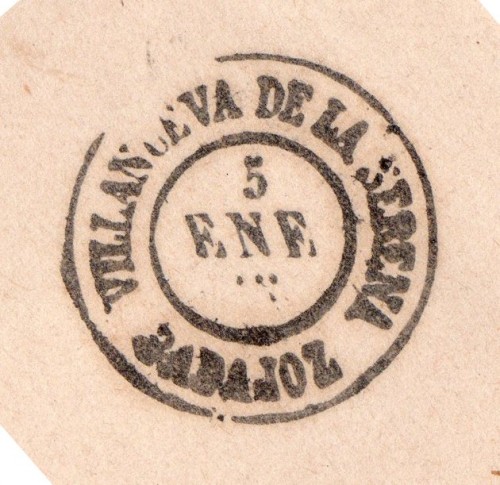 VILLANUEVA DE LA SERENA
5
ENE
BADAJOZ